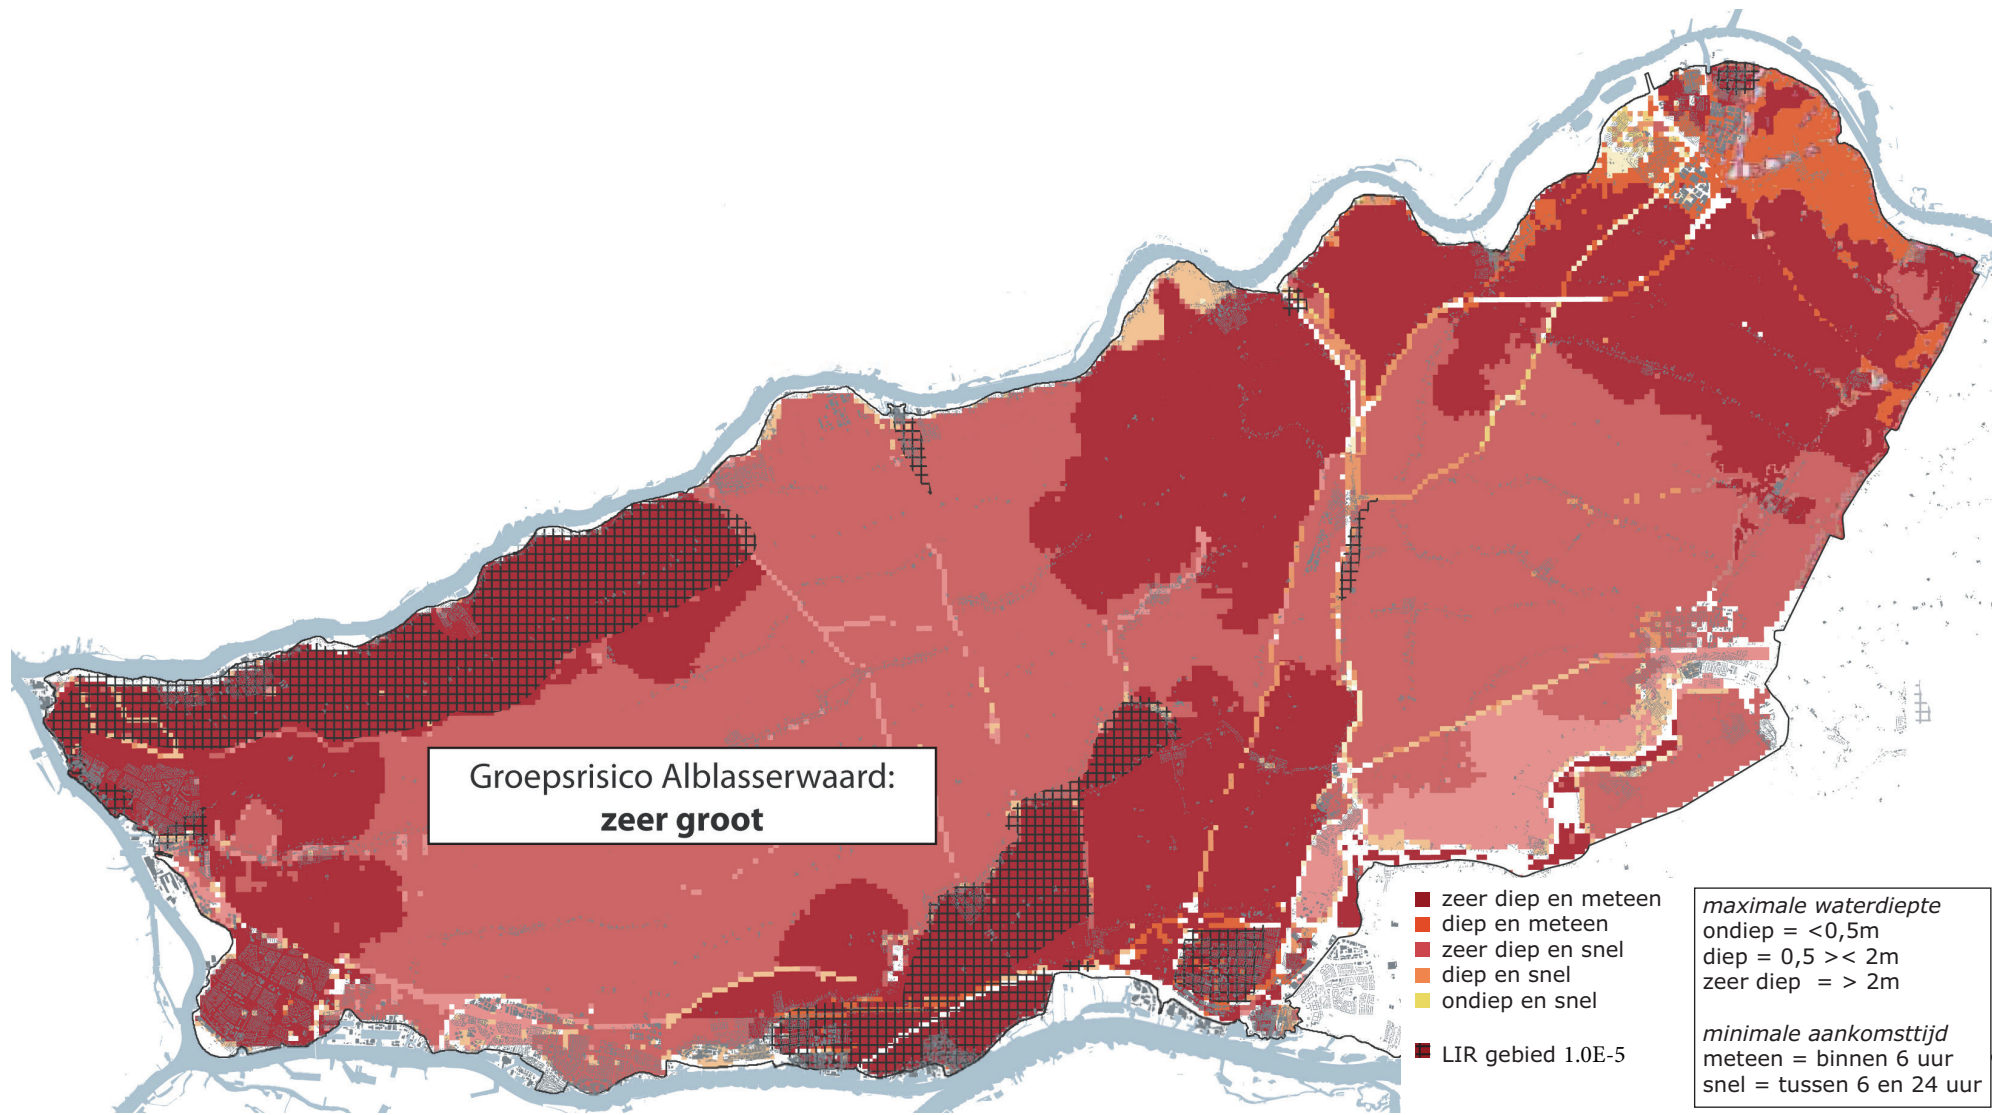 Groepsrisico Alblasserwaard:
zeer groot
zeer diep en meteen
diep en meteen
zeer diep en snel
diep en snel
ondiep en snel
LIR gebied 1.0E-5
maximale waterdiepte
ondiep = <0,5m
diep = 0,5 >< 2m
zeer diep = > 2m
minimale aankomsttijd
meteen = binnen 6 uur
snel = tussen 6 en 24 uur